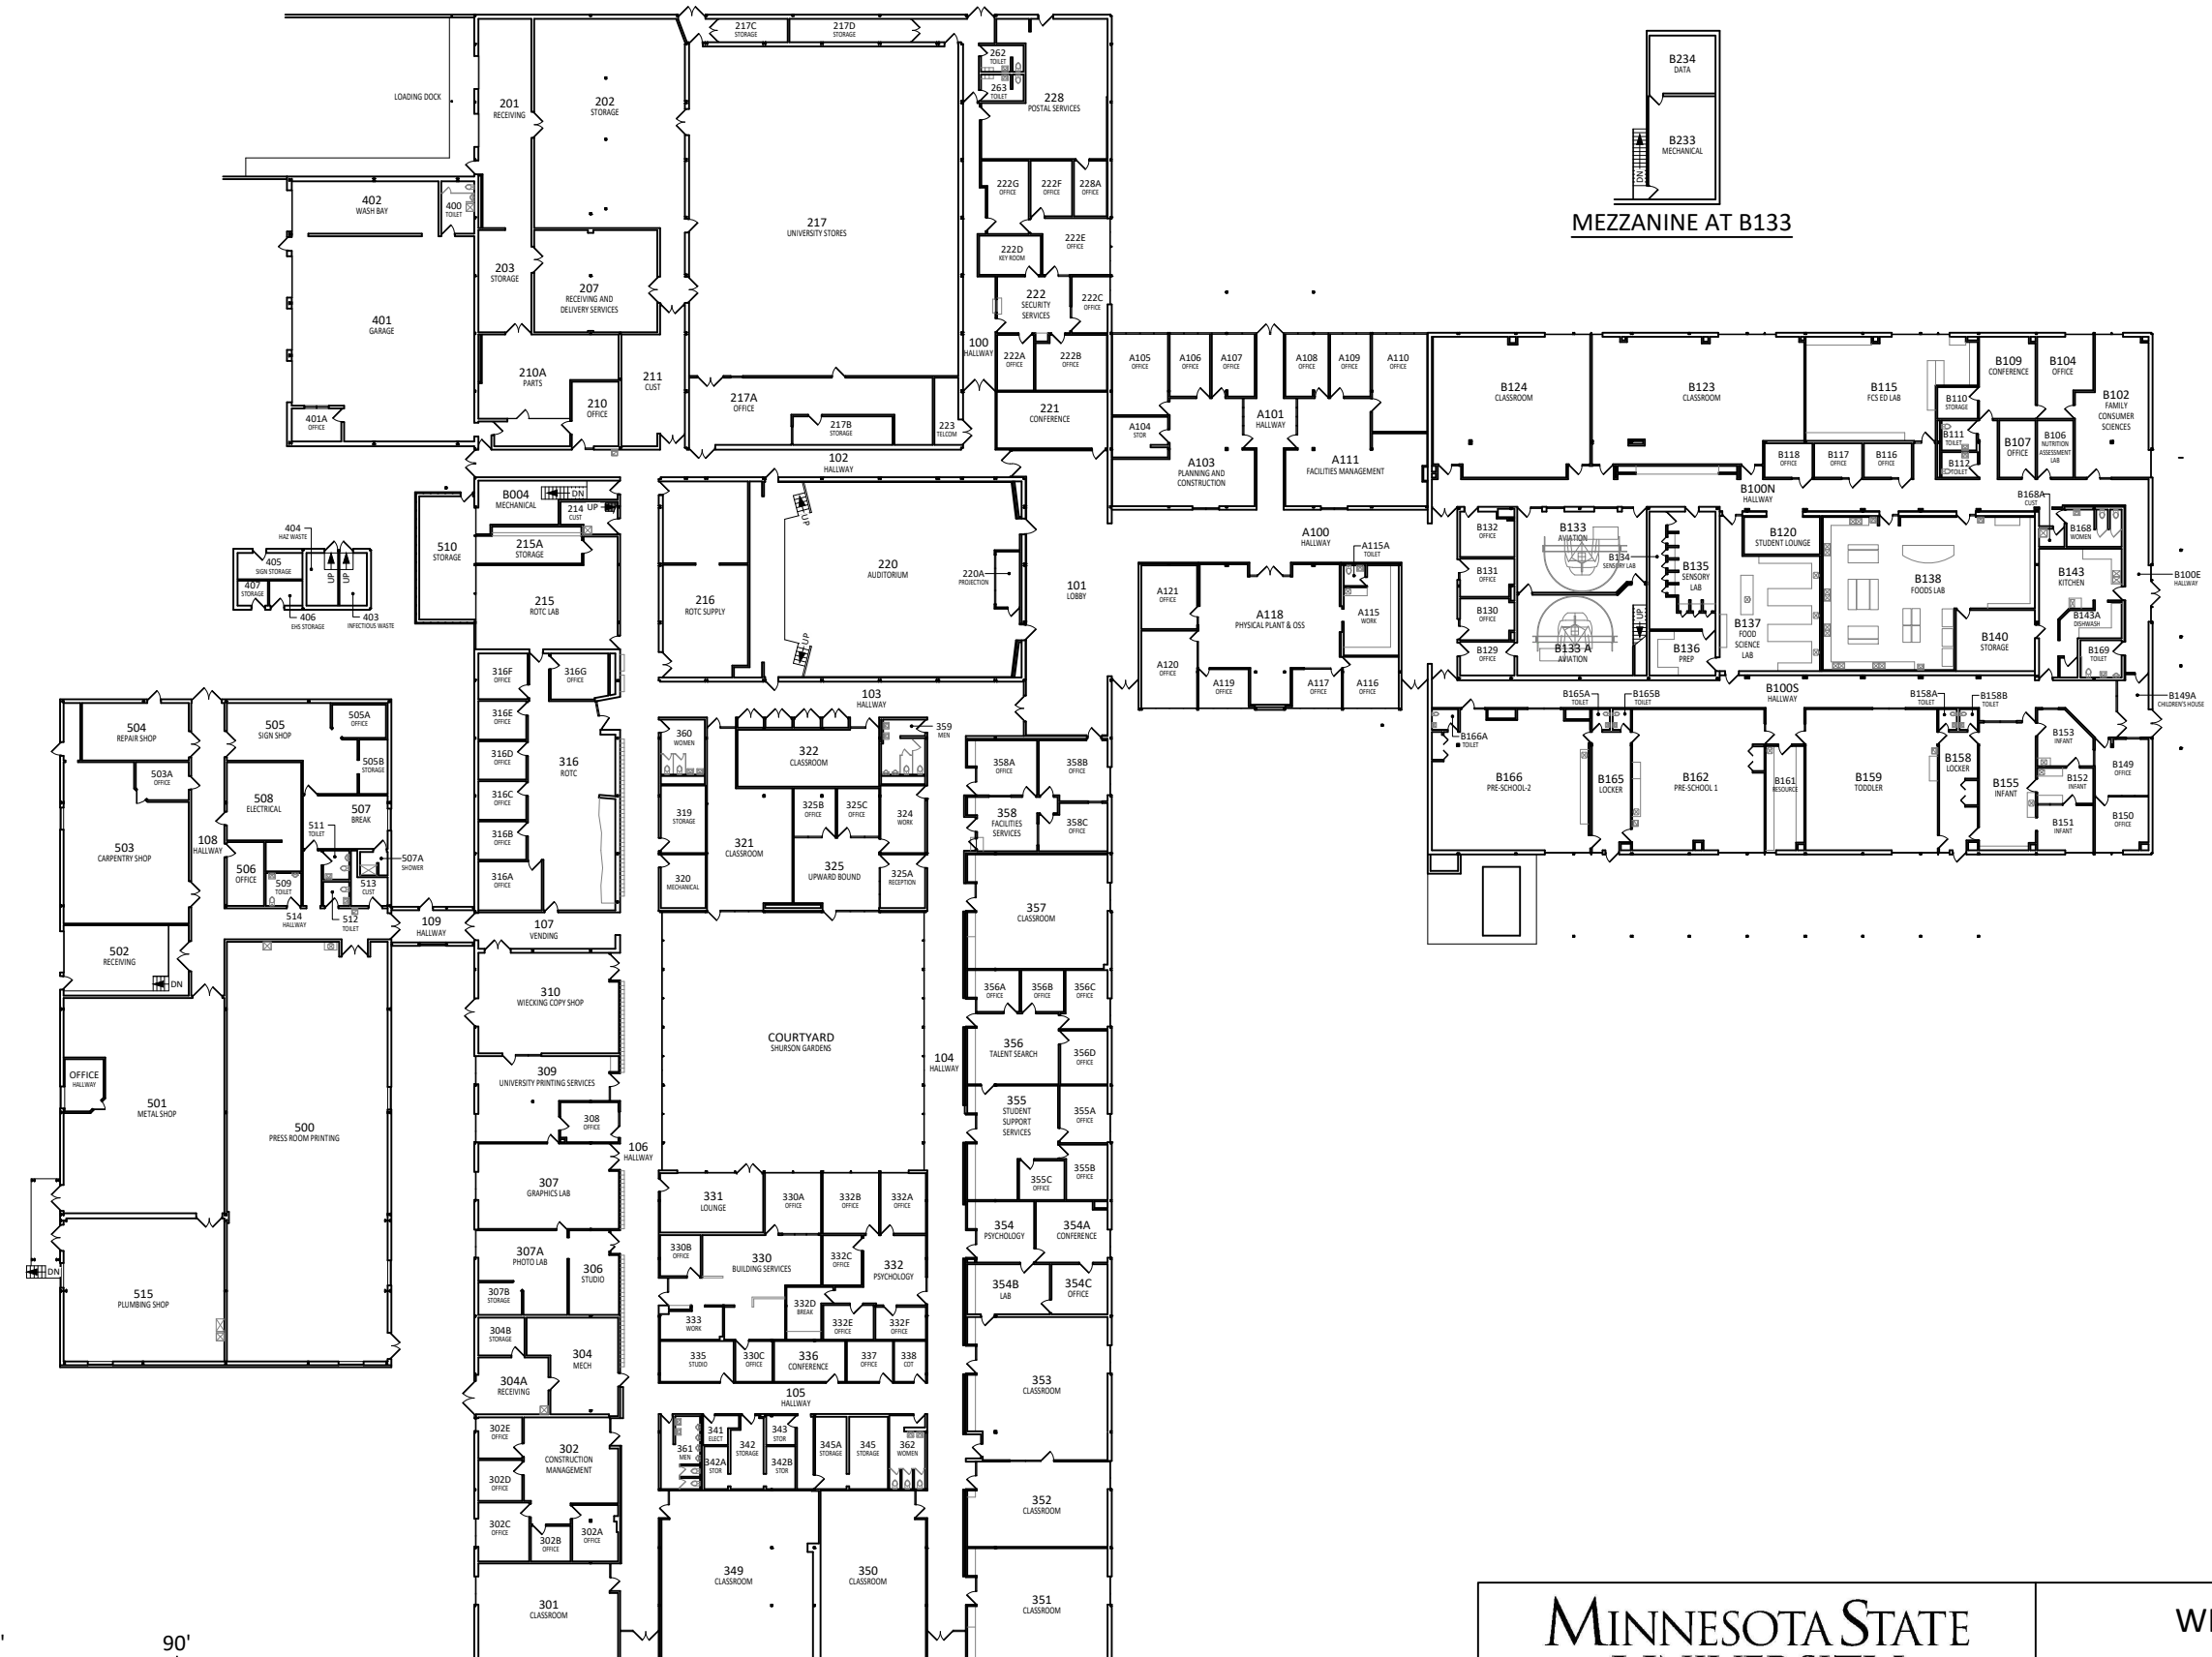 LOADING DOCK
201
RECEIVING
202
STORAGE
217C
STORAGE
217D
STORAGE
262
TOILET
263
TOILET
228
POSTAL SERVICES
B234
DATA
B233
MECHANICAL
DN
MEZZANINE AT B133
402
WASH BAY
400
TOILET
401
GARAGE
401A
OFFICE
203
STORAGE
207
RECEIVING AND
DELIVERY SERVICES
210A
PARTS
210
OFFICE
211
CUST
217
UNIVERSITY STORES
217A
OFFICE
217B
STORAGE
223
TELCOM
100
HALLWAY
222G
OFFICE
222F
OFFICE
228A
OFFICE
222D
KEY ROOM
222E
OFFICE
222
SECURITY
SERVICES
222C
OFFICE
222A
OFFICE
222B
OFFICE
221
CONFERENCE
A105
OFFICE
A106
OFFICE
A107
OFFICE
A108
OFFICE
A109
OFFICE
A110
OFFICE
A104
STOR
A101
HALLWAY
A103
PLANNING AND
CONSTRUCTION
A111
FACILITIES MANAGEMENT
B124
CLASSROOM
B123
CLASSROOM
B115
FCS ED LAB
B109
CONFERENCE
B104
OFFICE
B102
FAMILY
CONSUMER
SCIENCES
B110
STORAGE
B111
TOILET
B112
TOILET
B107
OFFICE
B106
NUTRITION
ASSESSMENT
LAB
B118
OFFICE
B117
OFFICE
B116
OFFICE
B100N
HALLWAY
B168A
CUST
B168
WOMEN
102
HALLWAY
B004
MECHANICAL
DN
214
CUST
UP
215A
STORAGE
215
ROTC LAB
510
STORAGE
404
HAZ WASTE
405
SIGN STORAGE
407
STORAGE
UP
UP
406
EHS STORAGE
403
INFECTIOUS WASTE
216
ROTC SUPPLY
UP
UP
220
AUDITORIUM
220A
PROJECTION
101
LOBBY
A100
HALLWAY
A115A
TOILET
A121
OFFICE
A118
PHYSICAL PLANT & OSS
A115
WORK
A120
OFFICE
A119
OFFICE
A117
OFFICE
A116
OFFICE
B132
OFFICE
B131
OFFICE
B130
OFFICE
B129
OFFICE
B133
AVIATION
B134
SENSORY LAB
B133 A
AVIATION
UP
B135
SENSORY
LAB
B136
PREP
B120
STUDENT LOUNGE
B137
FOOD
SCIENCE
LAB
B138
FOODS LAB
B140
STORAGE
B143
KITCHEN
B143A
DISHWASH
B169
TOILET
B100E
HALLWAY
B100S
HALLWAY
B149A
CHILDREN'S HOUSE
B166A
TOILET
B166
PRE-SCHOOL-2
B165A
TOILET
B165B
TOILET
B165
LOCKER
B162
PRE-SCHOOL 1
B161
RESOURCE
B159
TODDLER
B158A
TOILET
B158B
TOILET
B158
LOCKER
B155
INFANT
B153
INFANT
B152
INFANT
B151
INFANT
B149
OFFICE
B150
OFFICE
103
HALLWAY
316F
OFFICE
316G
OFFICE
316E
OFFICE
316D
OFFICE
316C
OFFICE
316B
OFFICE
316A
OFFICE
316
ROTC
504
REPAIR SHOP
503A
OFFICE
503
CARPENTRY SHOP
502
RECEIVING
DN
108
HALLWAY
505
SIGN SHOP
505A
OFFICE
505B
STORAGE
508
ELECTRICAL
507
BREAK
511
TOILET
507A
SHOWER
506
OFFICE
509
TOILET
513
CUST
512
TOILET
514
HALLWAY
109
HALLWAY
107
VENDING
360
WOMEN
322
CLASSROOM
359
MEN
319
STORAGE
320
MECHANICAL
321
CLASSROOM
325B
OFFICE
325C
OFFICE
324
WORK
325
UPWARD BOUND
325A
RECEPTION
358A
OFFICE
358B
OFFICE
358
FACILITIES
SERVICES
358C
OFFICE
357
CLASSROOM
310
WIECKING COPY SHOP
309
UNIVERSITY PRINTING SERVICES
308
OFFICE
307
GRAPHICS LAB
307A
PHOTO LAB
306
STUDIO
307B
STORAGE
COURTYARD
SHURSON GARDENS
104
HALLWAY
106
HALLWAY
356A
OFFICE
356B
OFFICE
356C
OFFICE
356
TALENT SEARCH
356D
OFFICE
355
STUDENT
SUPPORT
SERVICES
355A
OFFICE
355B
OFFICE
355C
OFFICE
354
PSYCHOLOGY
354A
CONFERENCE
354B
LAB
354C
OFFICE
OFFICE
HALLWAY
501
METAL SHOP
500
PRESS ROOM PRINTING
515
PLUMBING SHOP
DN
331
LOUNGE
330A
OFFICE
332B
OFFICE
332A
OFFICE
330B
OFFICE
330
BUILDING SERVICES
332C
OFFICE
332
PSYCHOLOGY
332D
BREAK
333
WORK
332E
OFFICE
332F
OFFICE
335
STUDIO
330C
OFFICE
336
CONFERENCE
337
OFFICE
338
COT
105
HALLWAY
304B
STORAGE
304
MECH
304A
RECEIVING
302E
OFFICE
302
CONSTRUCTION
MANAGEMENT
302D
OFFICE
302C
OFFICE
302B
OFFICE
302A
OFFICE
301
CLASSROOM
361
MEN
341
ELECT
342A
STOR
342
STORAGE
343
STOR
342B
STOR
345A
STORAGE
345
STORAGE
362
WOMEN
349
CLASSROOM
350
CLASSROOM
353
CLASSROOM
352
CLASSROOM
351
CLASSROOM
90'
MINNESOTA STATE